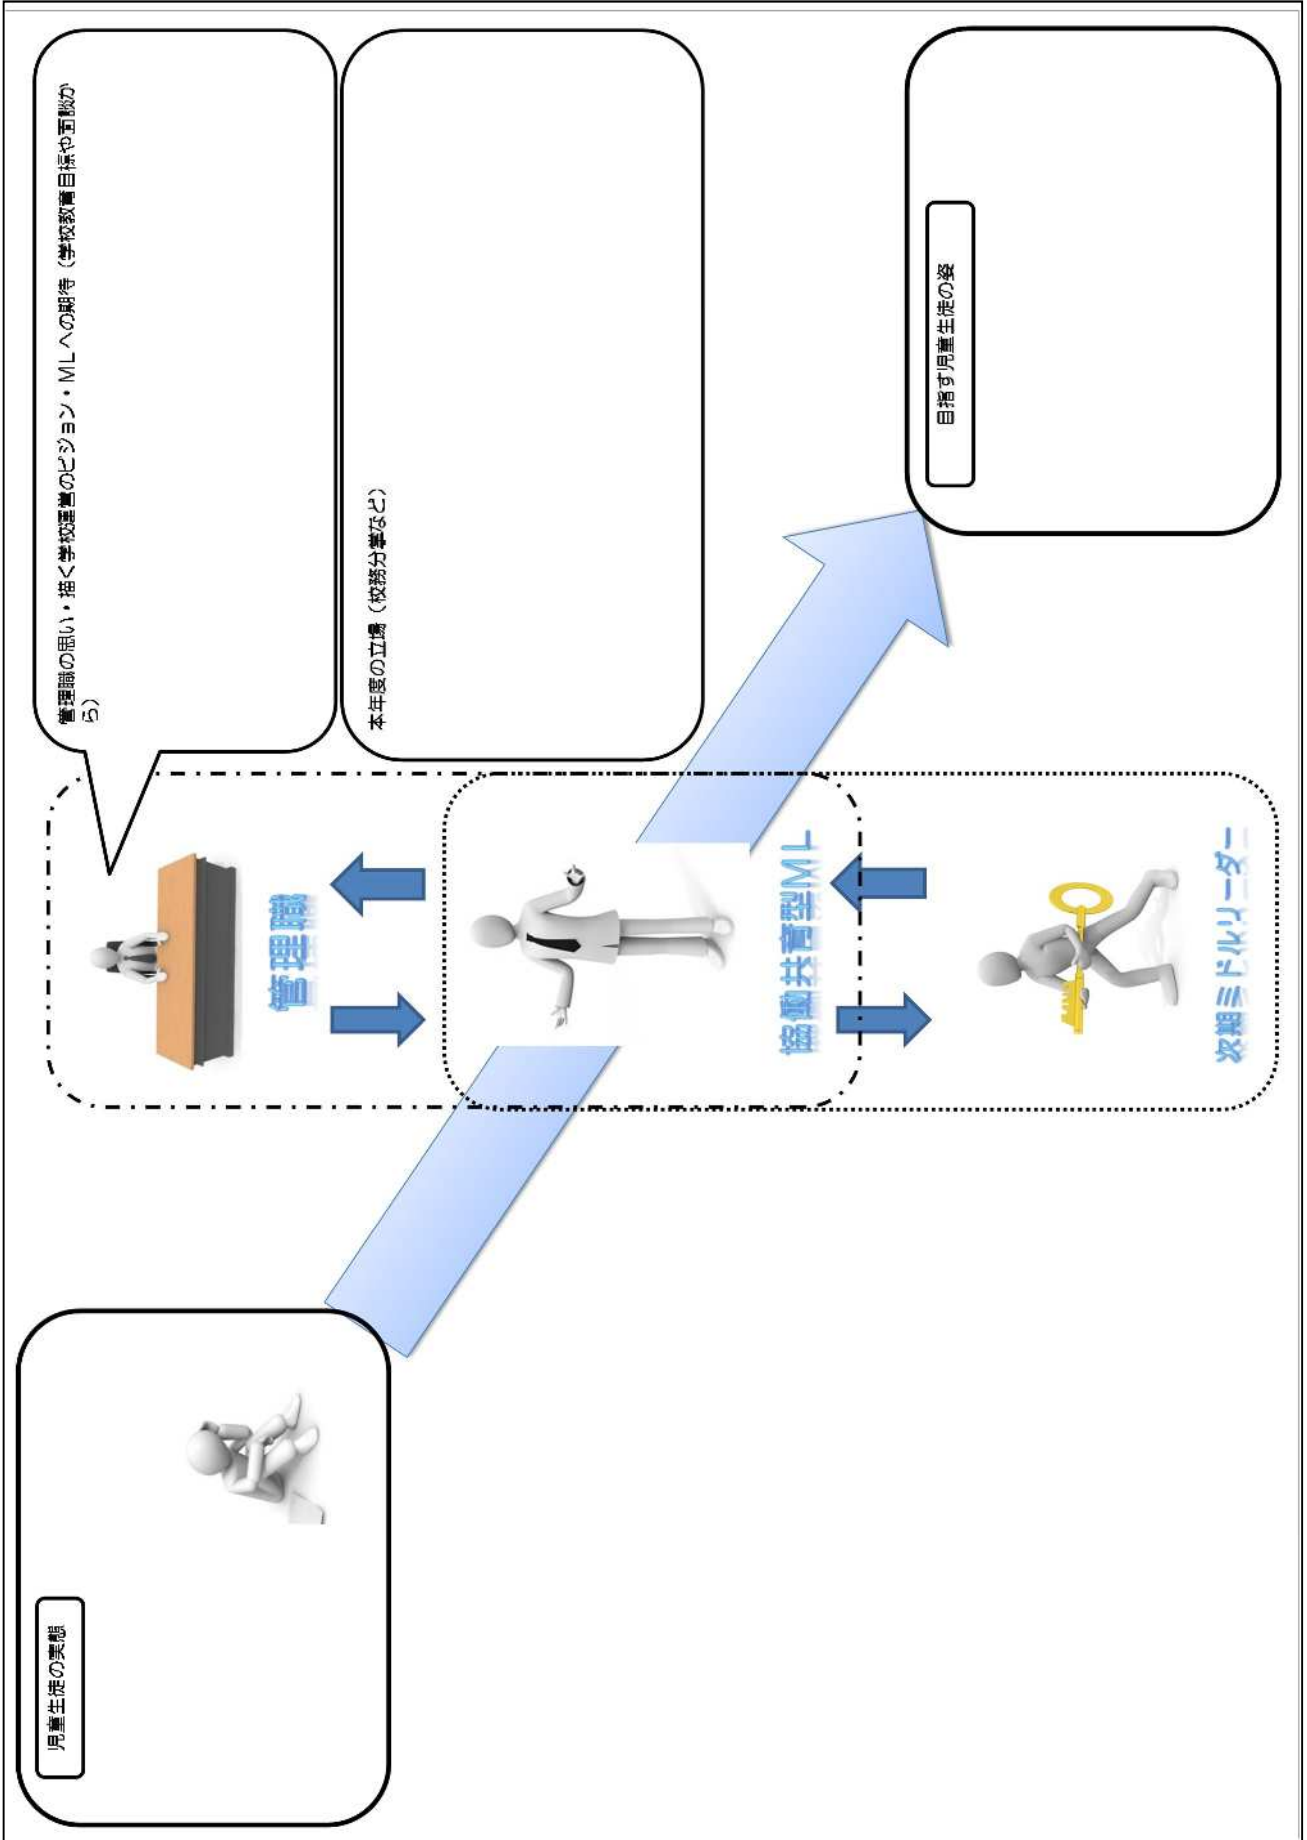 管理職の思い・描く学校運営のビジョン・MLへの期待（学校教育目標や面談か
ら）
児童生徒の実態
管理職
本年度の立場（校務分掌など）
協働共育型ML
目指す児童生徒の姿
次期ミドルリーダー